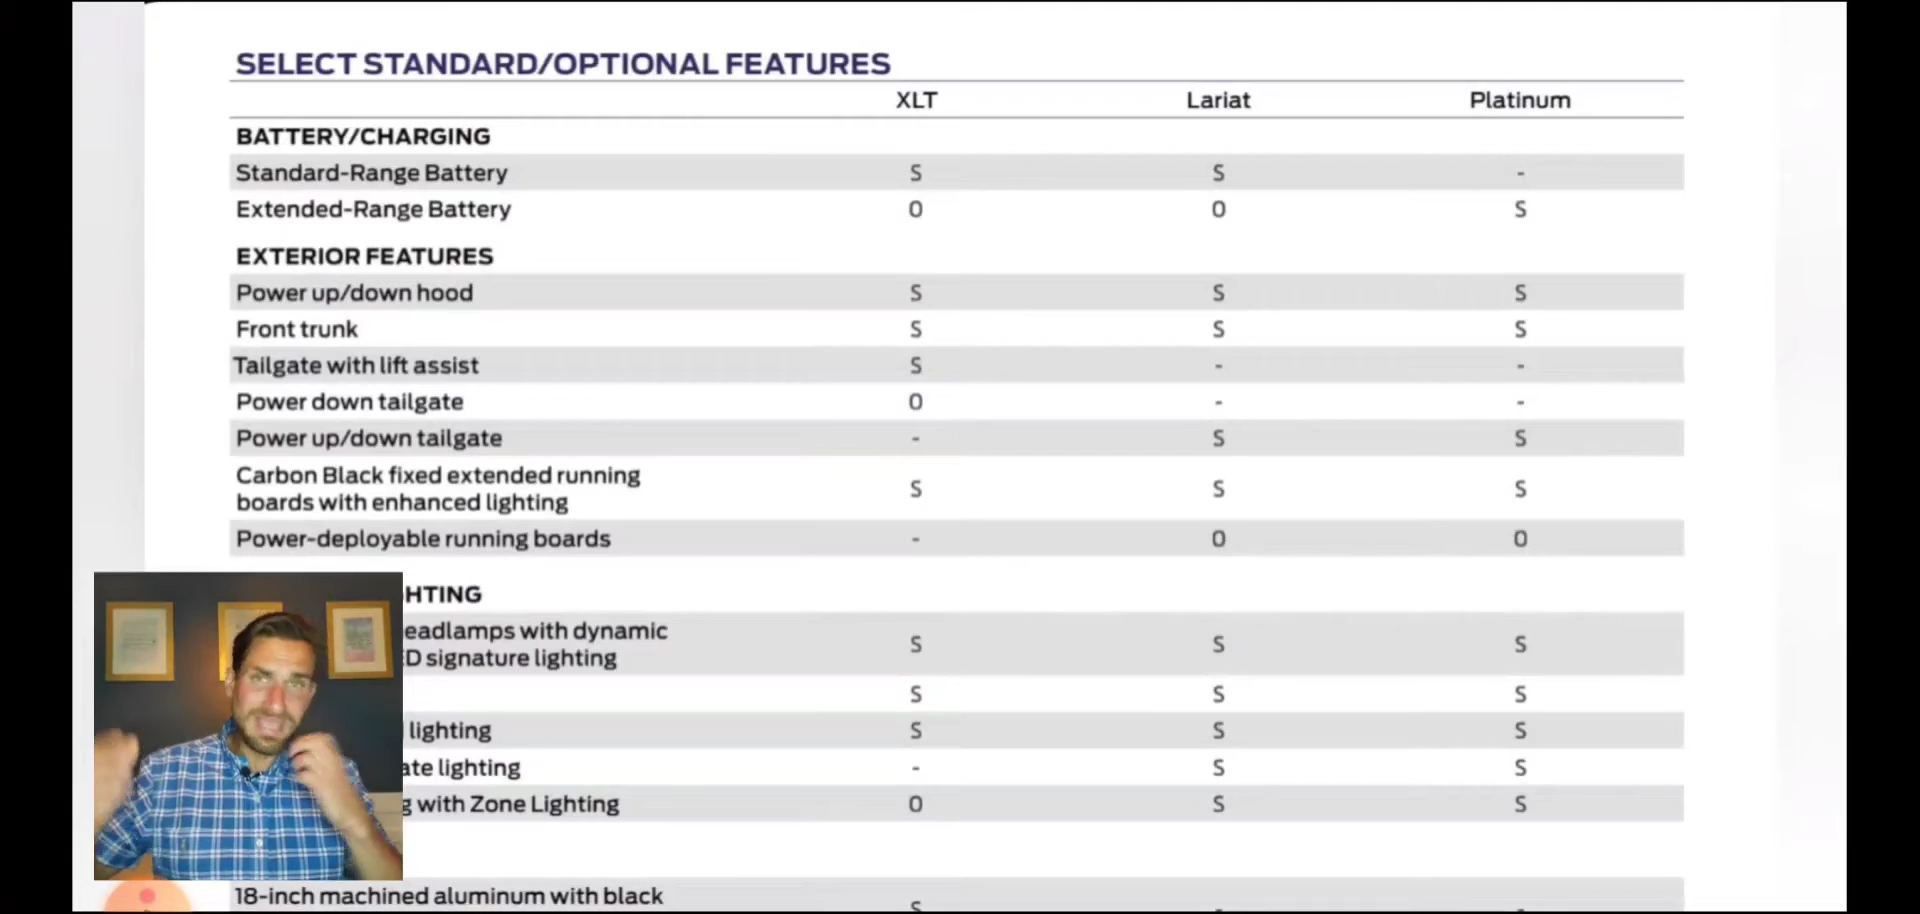 SELECT STANDARD/OPTIONAL FEATURES
XLT Lariat Platinum
BATTERY/CHARGING
Standard-Range Battery S S -
Extended-Range Battery O O S
EXTERIOR FEATURES
Power up/down hood S S S
Front trunk S S S
Tailgate with lift assist S - -
Power down tailgate O - -
Power up/down tailgate - S S
Carbon Black fixed extended running
boards with enhanced lighting S S S
Power-deployable running boards - O O
HTING
eadlamps with dynamic
D signature lighting S S S
S S S
lighting S S S
ate lighting - S S
g with Zone Lighting O S S
18-inch machined aluminum with black
S - -